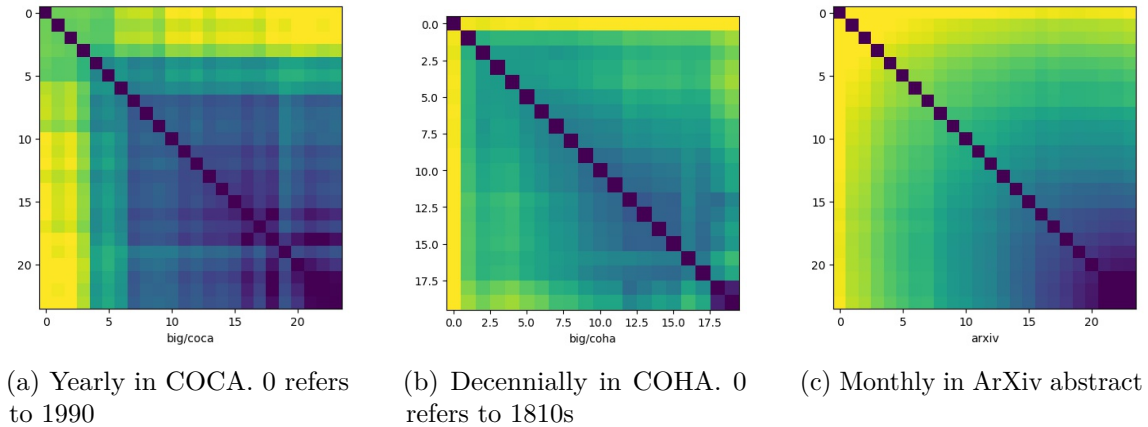 0
5
10
15
20
0 5 10 15 20
big/coca
0.0
2.5
5.0
7.5
10.0
12.5
15.0
17.5
0.0 2.5 5.0 7.5 10.0 12.5 15.0 17.5
big/coha
0
5
10
15
20
0 5 10 15 20
arxiv
(a) Yearly in COCA. 0 refers
to 1990
(b) Decennially in COHA. 0
refers to 1810s
(c) Monthly in ArXiv abstract